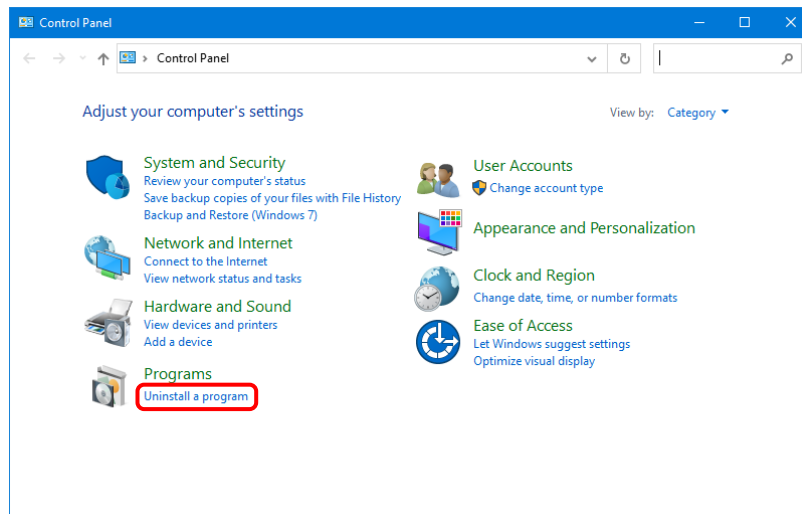 Control Panel
Control Panel
Adjust your computer's settings
View by: Category
System and Security
Review your computer's status
Save backup copies of your files with File History
Backup and Restore (Windows 7)
Network and Internet
Connect to the Internet
View network status and tasks
Hardware and Sound
View devices and printers
Add a device
Programs
Uninstall a program
User Accounts
Change account type
Appearance and Personalization
Clock and Region
Change date, time, or number formats
Ease of Access
Let Windows suggest settings
Optimize visual display